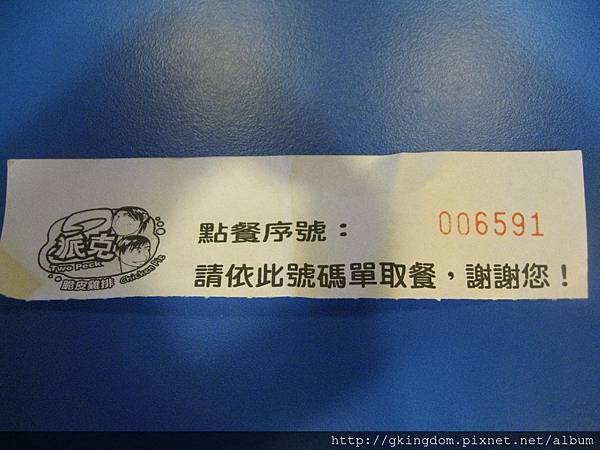 派克
Two Peck
脆皮雞排 Chicken Pie
點餐序號： 006591
請依此號碼單取餐，謝謝您！
http://gkingdom.pixnet.net/album